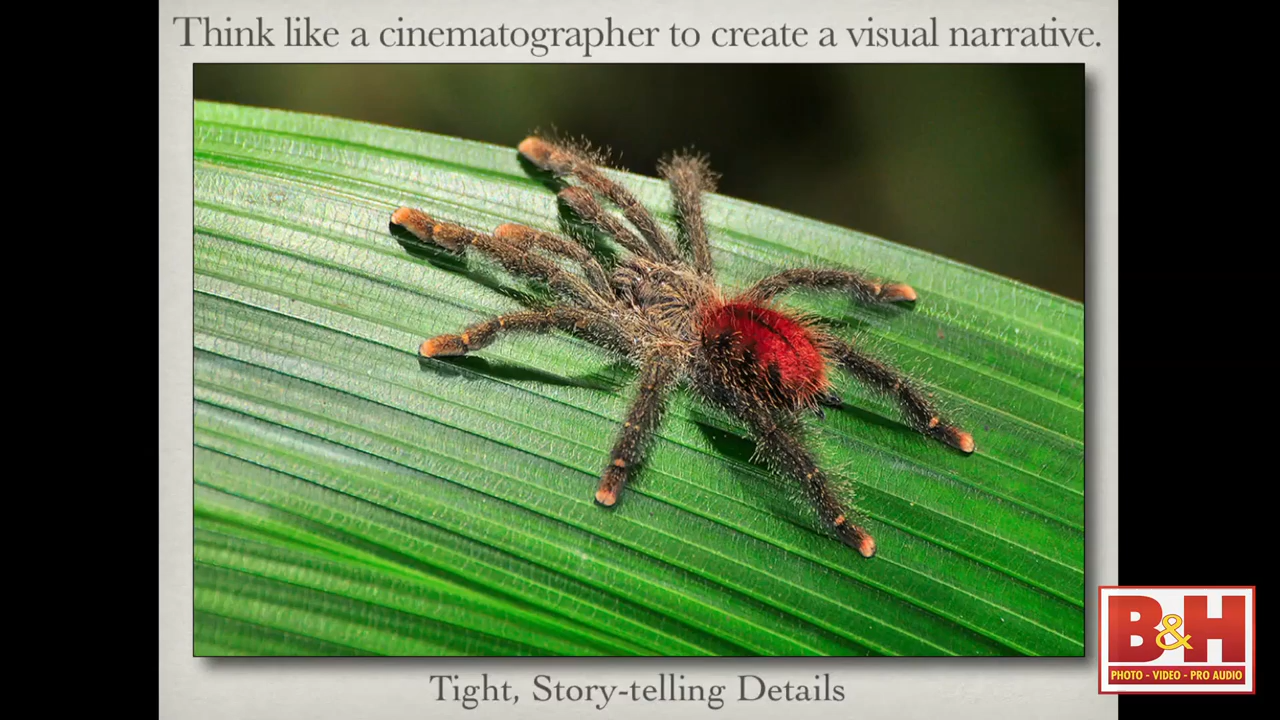 Think like a cinematographer to create a visual narrative.
B&H
PHOTO - VIDEO - PRO AUDIO
Tight, Story-telling Details